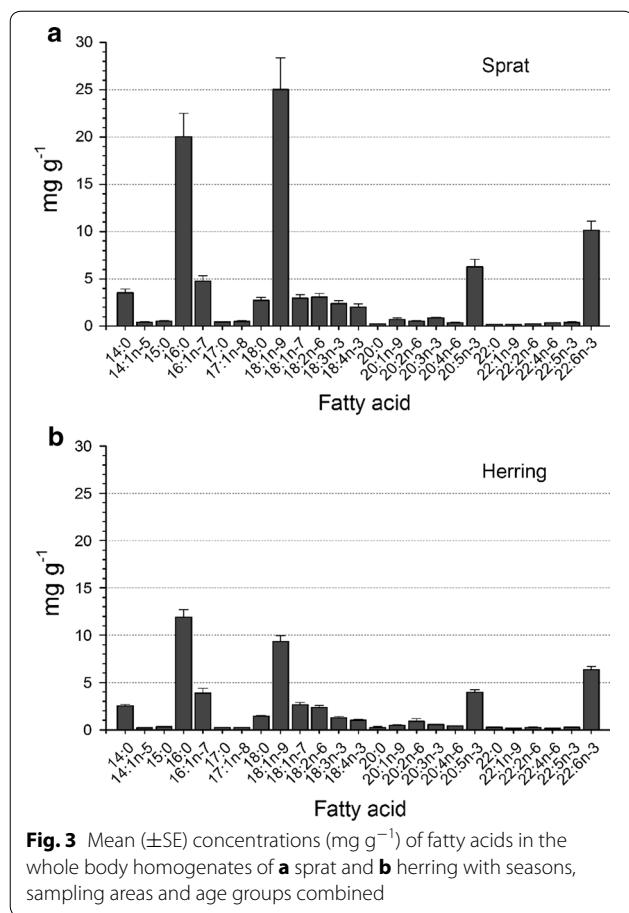 a
Sprat
30
25
20
15
10
5
0
mg g⁻¹
14:0
14:1n-5
15:0
16:0
16:1n-7
17:0
17:1n-8
18:0
18:1n-9
18:1n-7
18:2n-6
18:3n-3
18:4n-3
20:0
20:1n-9
20:2n-6
20:3n-3
20:4n-6
20:5n-3
22:0
22:1n-9
22:2n-6
22:4n-6
22:5n-3
22:6n-3
Fatty acid
b
Herring
30
25
20
15
10
5
0
mg g⁻¹
14:0
14:1n-5
15:0
16:0
16:1n-7
17:0
17:1n-8
18:0
18:1n-9
18:1n-7
18:2n-6
18:3n-3
18:4n-3
20:0
20:1n-9
20:2n-6
20:3n-3
20:4n-6
20:5n-3
22:0
22:1n-9
22:2n-6
22:4n-6
22:5n-3
22:6n-3
Fatty acid
Fig. 3 Mean (±SE) concentrations (mg g⁻¹) of fatty acids in the
whole body homogenates of a sprat and b herring with seasons,
sampling areas and age groups combined